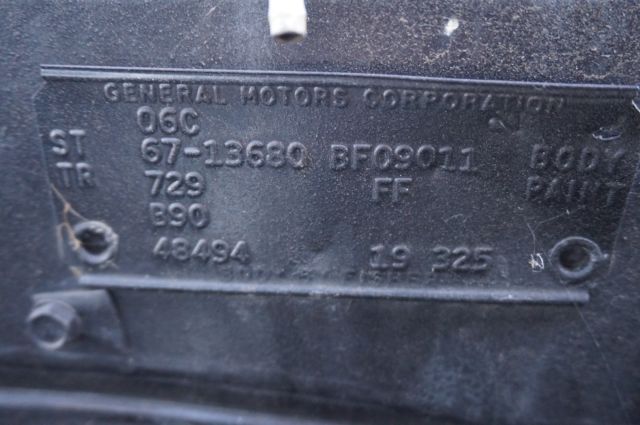 GENERAL MOTORS CORPORATION
06C
ST 67-13680 BF09011 BODY
TR 729 FF PAINT
B90
48494 19 325